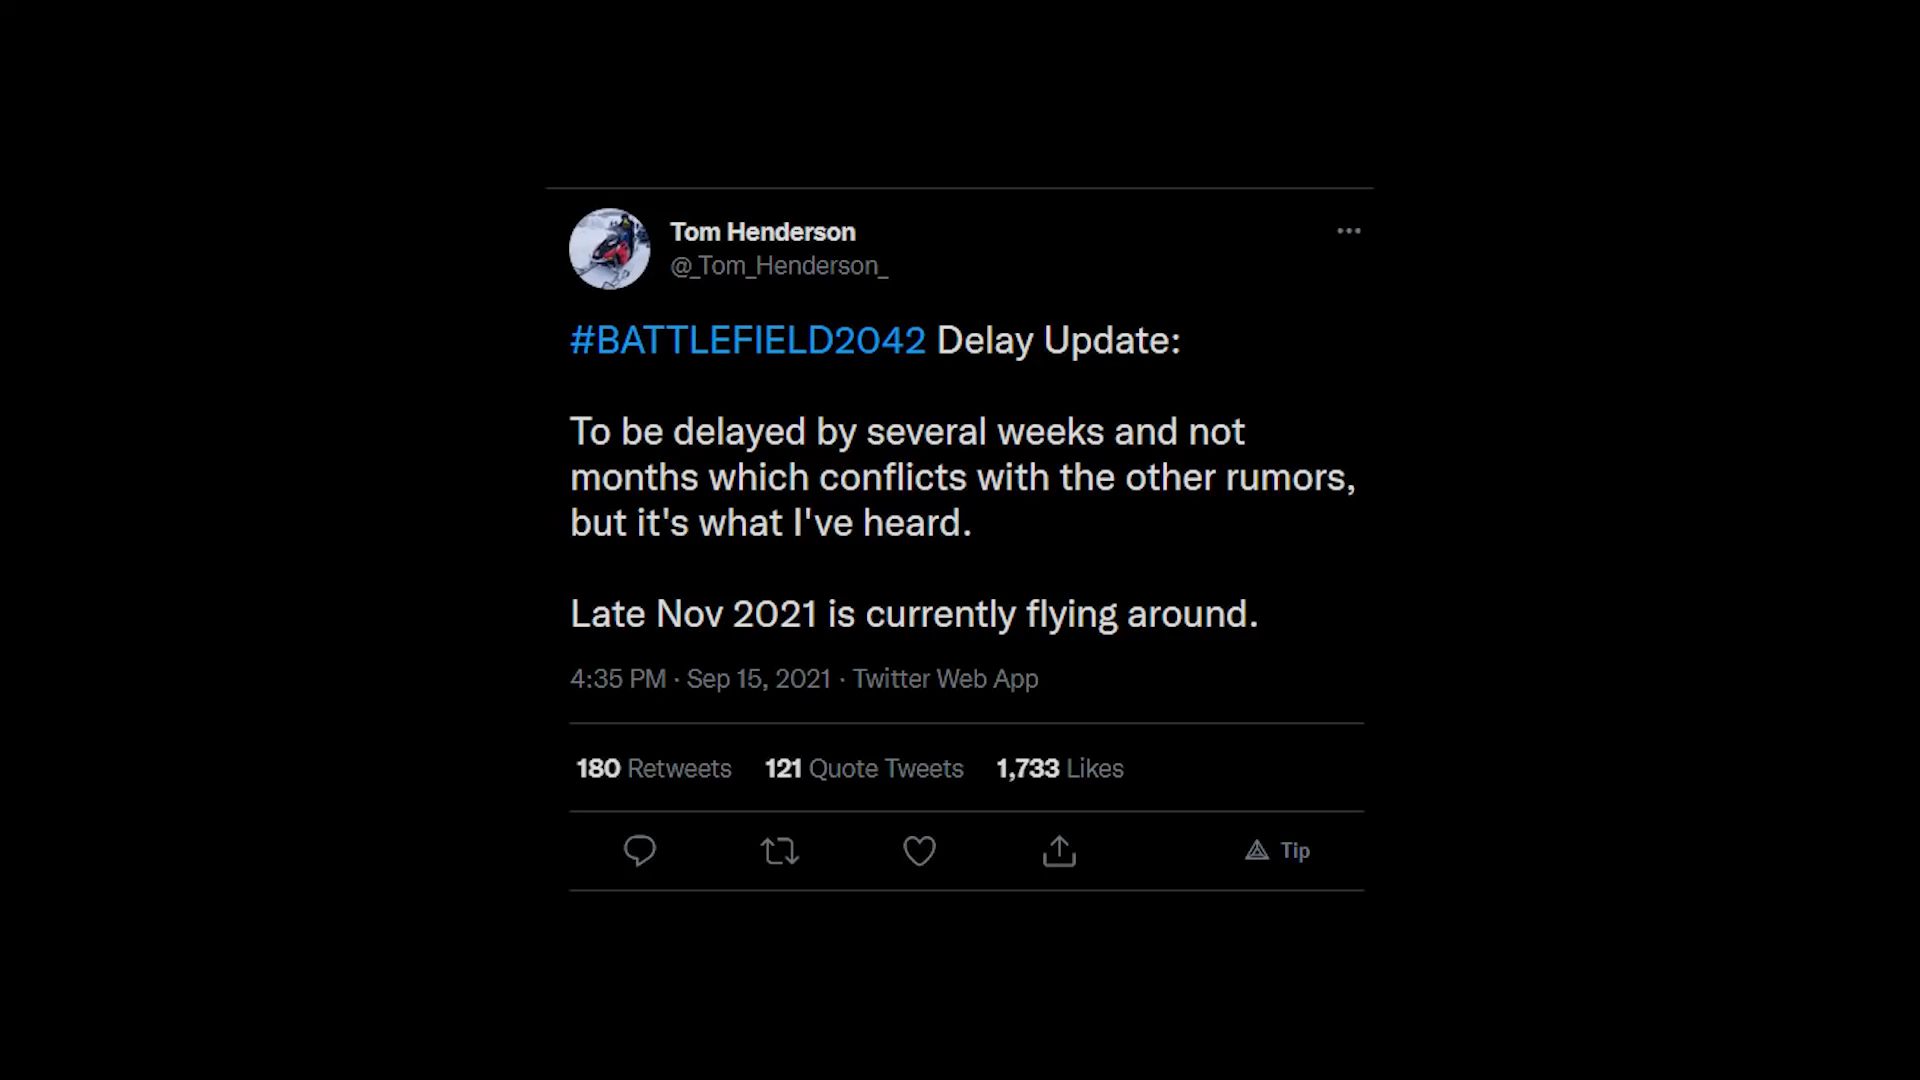 Tom Henderson
@_Tom_Henderson_
#BATTLEFIELD2042 Delay Update:
To be delayed by several weeks and not
months which conflicts with the other rumors,
but it's what I've heard.
Late Nov 2021 is currently flying around.
4:35 PM · Sep 15, 2021 · Twitter Web App
180 Retweets 121 Quote Tweets 1,733 Likes
Tip